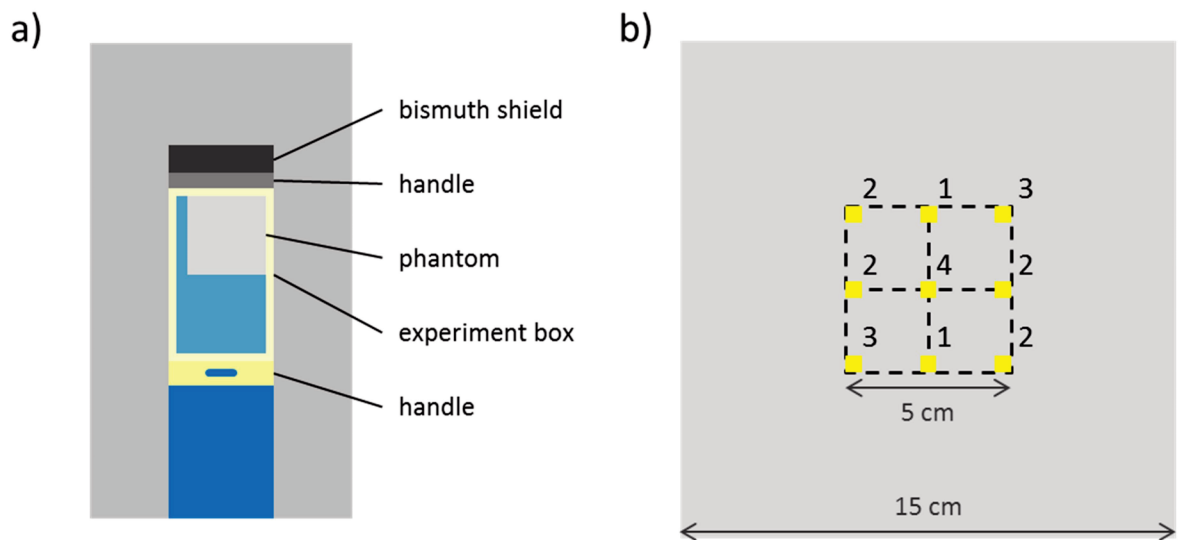 a)
bismuth shield
handle
phantom
experiment box
handle
b)
2 1 3
2 4 2
3 1 2
5 cm
15 cm